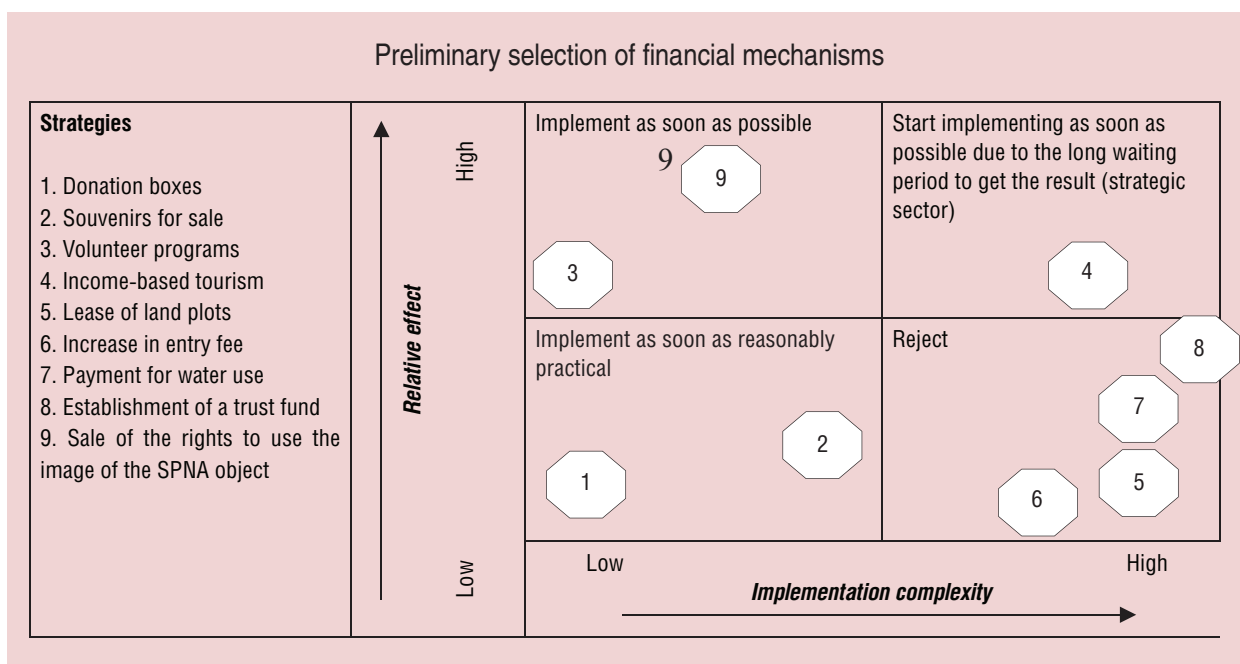 Preliminary selection of financial mechanisms
Strategies
1. Donation boxes
2. Souvenirs for sale
3. Volunteer programs
4. Income-based tourism
5. Lease of land plots
6. Increase in entry fee
7. Payment for water use
8. Establishment of a trust fund
9. Sale of the rights to use the
image of the SPNA object
High
Relative effect
Low
Implement as soon as possible
9
9
3
Start implementing as soon as
possible due to the long waiting
period to get the result (strategic
sector)
4
Implement as soon as reasonably
practical
2
1
Reject
8
7
5
6
Low
High
Implementation complexity